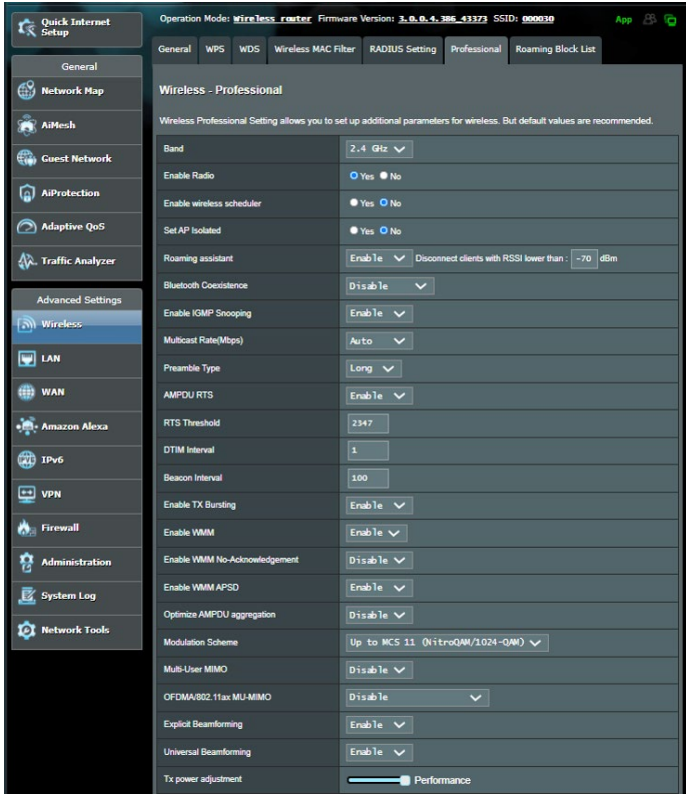 Quick Internet
Setup
Operation Mode: Wireless router Firmware Version: 3.0.0.4.386_43373 SSID: 000030 App
General WPS WDS Wireless MAC Filter RADIUS Setting Professional Roaming Block List
General
Network Map
AiMesh
Guest Network
AiProtection
Adaptive QoS
Traffic Analyzer
Advanced Settings
Wireless
LAN
WAN
Amazon Alexa
IPv6
VPN
Firewall
Administration
System Log
Network Tools
Wireless - Professional
Wireless Professional Setting allows you to set up additional parameters for wireless. But default values are recommended.
Band 2.4 GHz
Enable Radio Yes No
Enable wireless scheduler Yes No
Set AP Isolated Yes No
Roaming assistant Enable Disconnect clients with RSSI lower than : -70 dBm
Bluetooth Coexistence Disable
Enable IGMP Snooping Enable
Multicast Rate(Mbps) Auto
Preamble Type Long
AMPDU RTS Enable
RTS Threshold 2347
DTIM Interval 1
Beacon Interval 100
Enable TX Bursting Enable
Enable WMM Enable
Enable WMM No-Acknowledgement Disable
Enable WMM APSD Enable
Optimize AMPDU aggregation Disable
Modulation Scheme Up to MCS 11 (NitroQAM/1024-QAM)
Multi-User MIMO Disable
OFDMA/802.11ax MU-MIMO Disable
Explicit Beamforming Enable
Universal Beamforming Enable
Tx power adjustment Performance